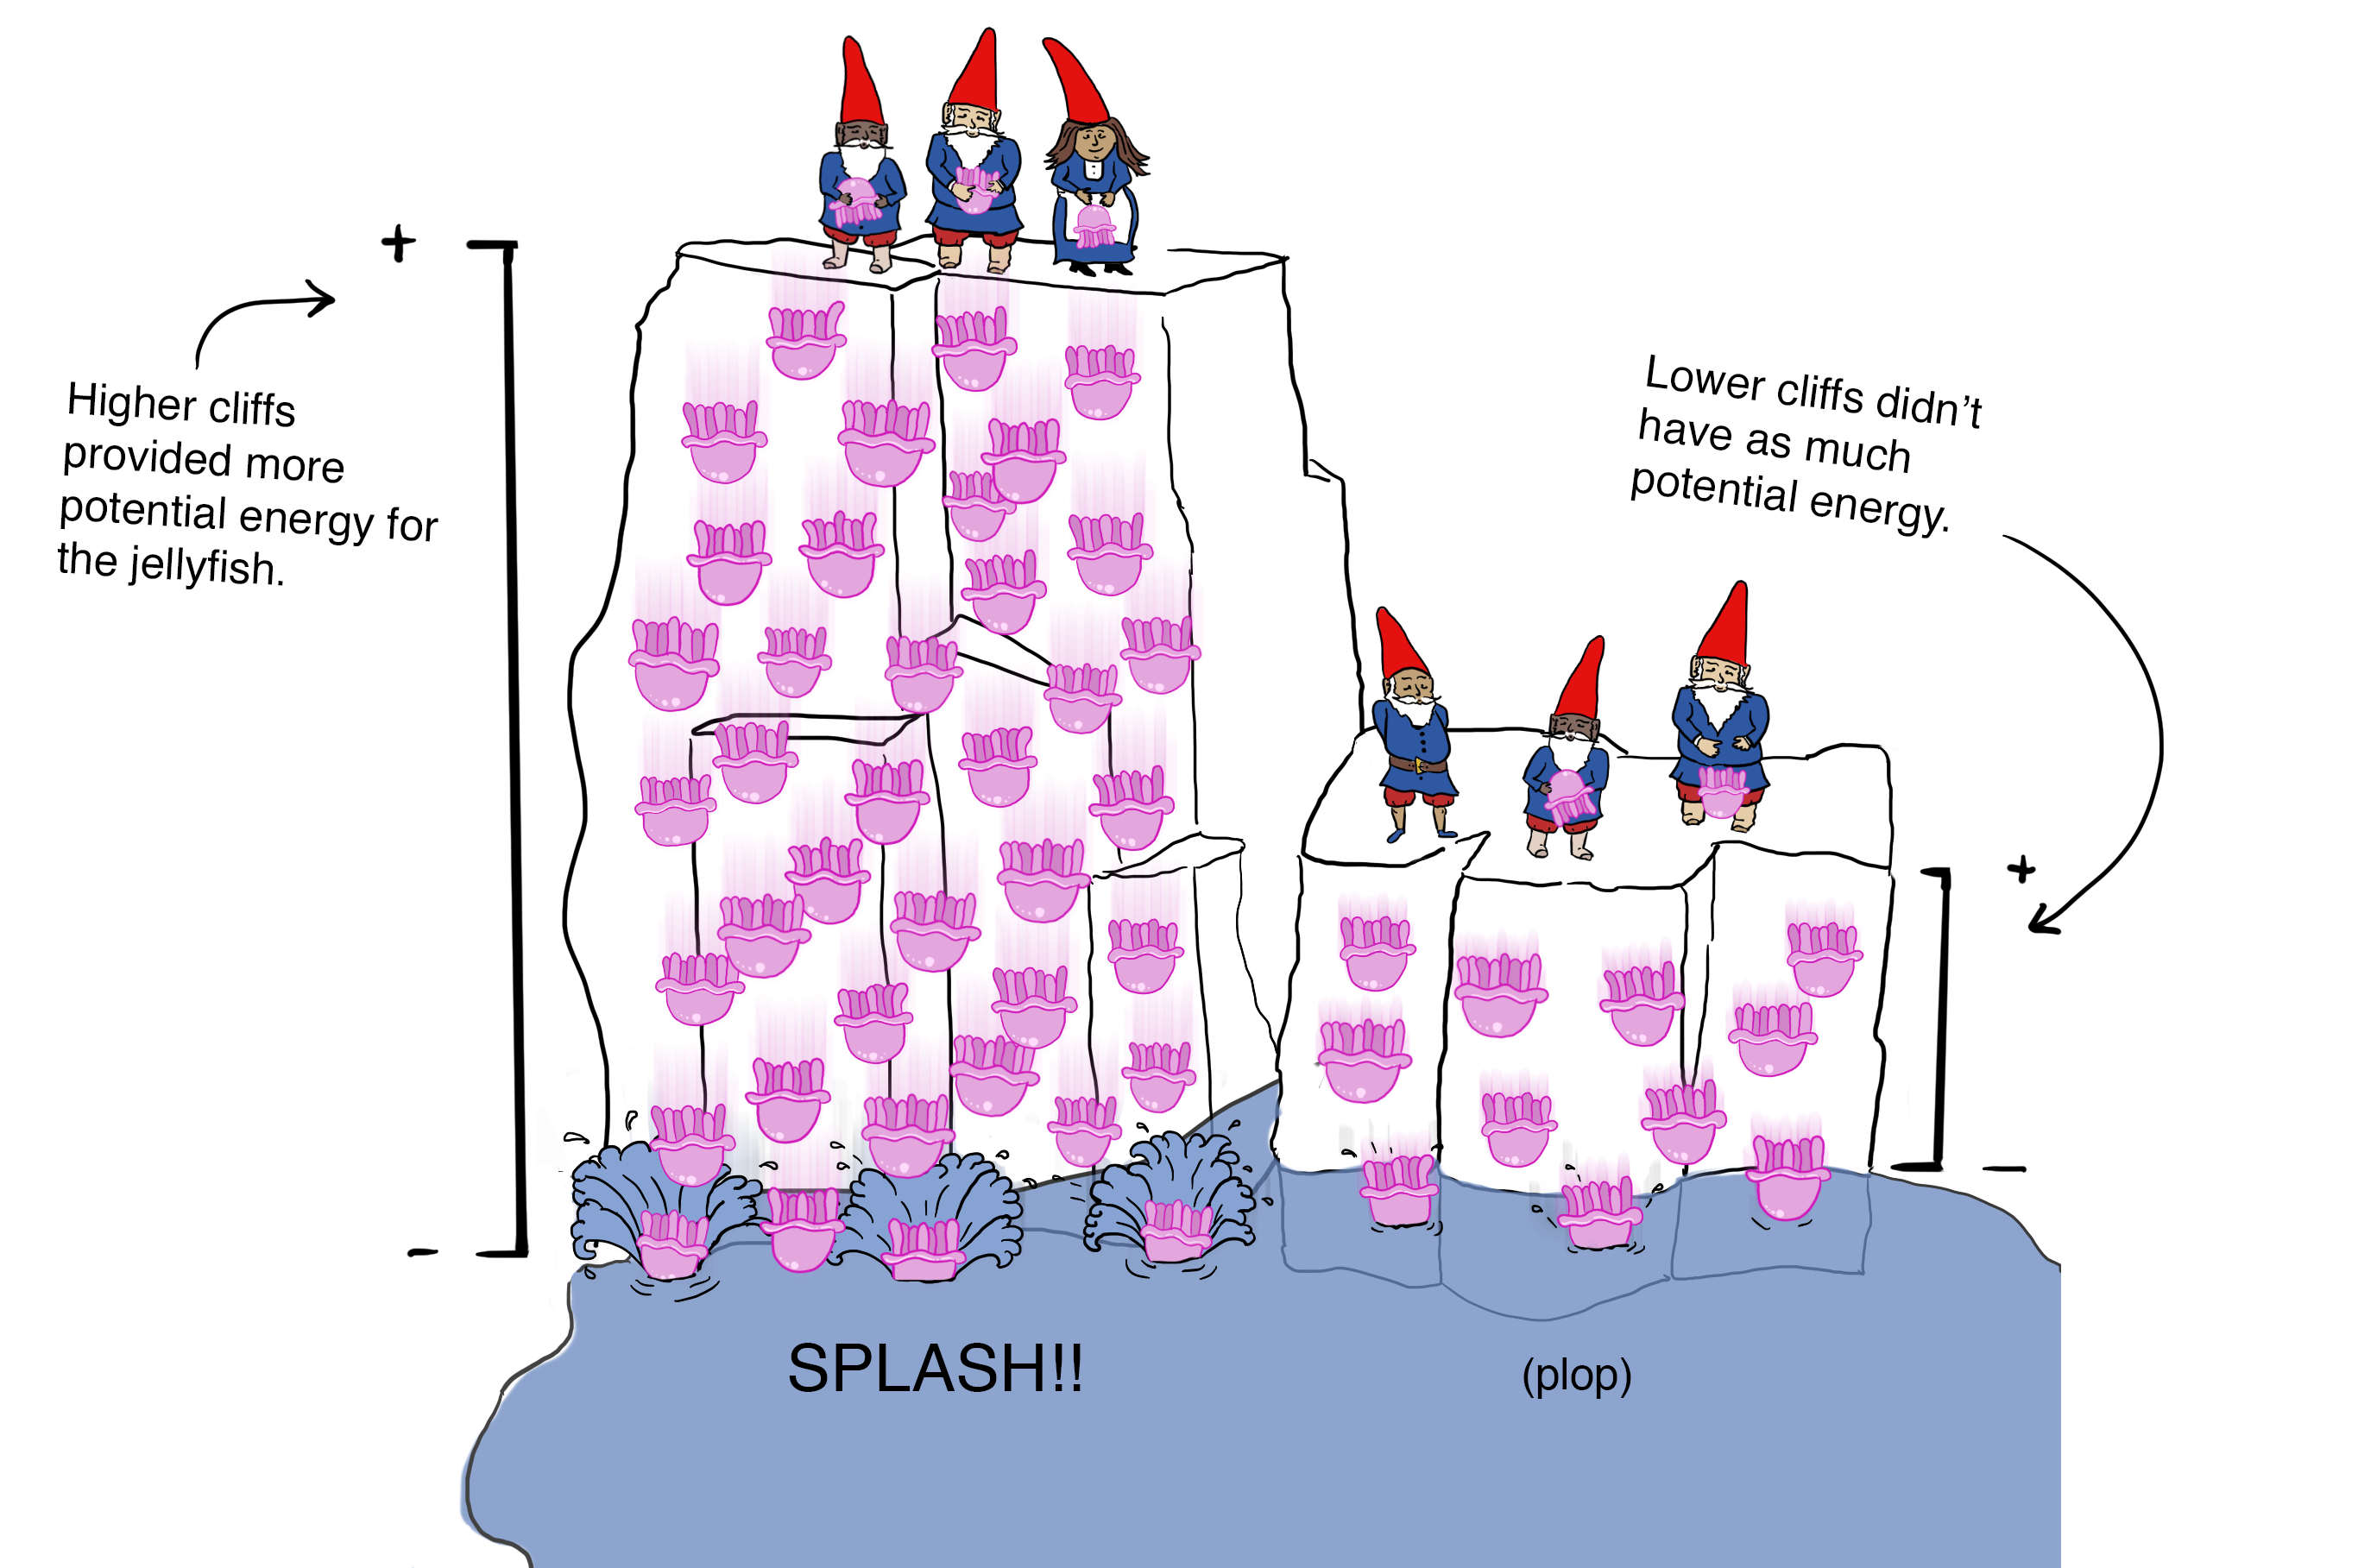 +
Higher cliffs
provided more
potential energy for
the jellyfish.
-
Lower cliffs didn't
have as much
potential energy.
+
-
SPLASH!!
(plop)